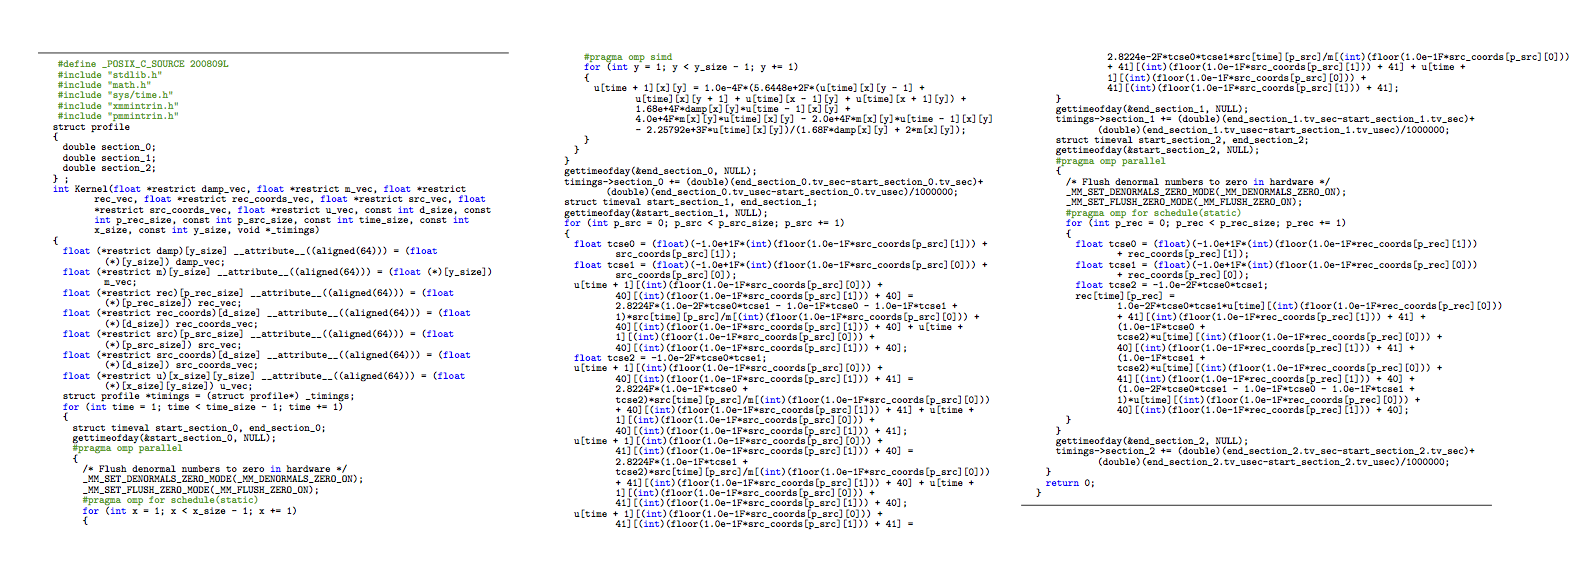 #define _POSIX_C_SOURCE 200809L
#include "stdlib.h"
#include "math.h"
#include "sys/time.h"
#include "xmmintrin.h"
#include "pmmintrin.h"
struct profile
{
double section_0;
double section_1;
double section_2;
} ;
int Kernel(float *restrict damp_vec, float *restrict m_vec, float *restrict
rec_vec, float *restrict rec_coords_vec, float *restrict src_vec, float
*restrict src_coords_vec, float *restrict u_vec, const int d_size, const
int p_rec_size, const int p_src_size, const int time_size, const int
x_size, const int y_size, void *_timings)
{
float (*restrict damp)[y_size] __attribute__((aligned(64))) = (float
(*)[y_size]) damp_vec;
float (*restrict m)[y_size] __attribute__((aligned(64))) = (float (*)[y_size])
m_vec;
float (*restrict rec)[p_rec_size] __attribute__((aligned(64))) = (float
(*)[p_rec_size]) rec_vec;
float (*restrict rec_coords)[d_size] __attribute__((aligned(64))) = (float
(*)[d_size]) rec_coords_vec;
float (*restrict src)[p_src_size] __attribute__((aligned(64))) = (float
(*)[p_src_size]) src_vec;
float (*restrict src_coords)[d_size] __attribute__((aligned(64))) = (float
(*)[d_size]) src_coords_vec;
float (*restrict u)[x_size][y_size] __attribute__((aligned(64))) = (float
(*)[x_size][y_size]) u_vec;
struct profile *timings = (struct profile*) _timings;
for (int time = 1; time < time_size - 1; time += 1)
{
struct timeval start_section_0, end_section_0;
gettimeofday(&start_section_0, NULL);
#pragma omp parallel
{
/* Flush denormal numbers to zero in hardware */
_MM_SET_DENORMALS_ZERO_MODE(_MM_DENORMALS_ZERO_ON);
_MM_SET_FLUSH_ZERO_MODE(_MM_FLUSH_ZERO_ON);
#pragma omp for schedule(static)
for (int x = 1; x < x_size - 1; x += 1)
{
#pragma omp simd
for (int y = 1; y < y_size - 1; y += 1)
{
u[time + 1][x][y] = 1.0e-4F*(5.6448e+2F*(u[time][x][y - 1] +
u[time][x][y + 1] + u[time][x - 1][y] + u[time][x + 1][y]) +
1.68e+4F*damp[x][y]*u[time - 1][x][y] +
4.0e+4F*m[x][y]*u[time][x][y] - 2.0e+4F*m[x][y]*u[time - 1][x][y]
- 2.25792e+3F*u[time][x][y])/(1.68F*damp[x][y] + 2*m[x][y]);
}
}
}
gettimeofday(&end_section_0, NULL);
timings->section_0 += (double)(end_section_0.tv_sec-start_section_0.tv_sec)+
(double)(end_section_0.tv_usec-start_section_0.tv_usec)/1000000;
struct timeval start_section_1, end_section_1;
gettimeofday(&start_section_1, NULL);
for (int p_src = 0; p_src < p_src_size; p_src += 1)
{
float tcse0 = (float)(-1.0e+1F*(int)(floor(1.0e-1F*src_coords[p_src][1])) +
src_coords[p_src][1]);
float tcse1 = (float)(-1.0e+1F*(int)(floor(1.0e-1F*src_coords[p_src][0])) +
src_coords[p_src][0]);
u[time + 1][(int)(floor(1.0e-1F*src_coords[p_src][0])) +
40][(int)(floor(1.0e-1F*src_coords[p_src][1])) + 40] =
2.8224F(1.0e-2F*tcse0*tcse1 - 1.0e-1F*tcse0 - 1.0e-1F*tcse1 +
1)*src[time][p_src]/m[(int)(floor(1.0e-1F*src_coords[p_src][0])) +
40][(int)(floor(1.0e-1F*src_coords[p_src][1])) + 40] + u[time +
1][(int)(floor(1.0e-1F*src_coords[p_src][0])) +
40][(int)(floor(1.0e-1F*src_coords[p_src][1])) + 40];
float tcse2 = -1.0e-2F*tcse0*tcse1;
u[time + 1][(int)(floor(1.0e-1F*src_coords[p_src][0])) +
40][(int)(floor(1.0e-1F*src_coords[p_src][1])) + 41] =
2.8224F*(1.0e-1F*tcse0 +
tcse2)*src[time][p_src]/m[(int)(floor(1.0e-1F*src_coords[p_src][0]))
+ 40][(int)(floor(1.0e-1F*src_coords[p_src][1])) + 41] + u[time +
1][(int)(floor(1.0e-1F*src_coords[p_src][0])) +
40][(int)(floor(1.0e-1F*src_coords[p_src][1])) + 41];
u[time + 1][(int)(floor(1.0e-1F*src_coords[p_src][0])) +
41][(int)(floor(1.0e-1F*src_coords[p_src][1])) + 40] =
2.8224F*(1.0e-1F*tcse1 +
tcse2)*src[time][p_src]/m[(int)(floor(1.0e-1F*src_coords[p_src][0]))
+ 41][(int)(floor(1.0e-1F*src_coords[p_src][1])) + 40] + u[time +
1][(int)(floor(1.0e-1F*src_coords[p_src][0])) +
41][(int)(floor(1.0e-1F*src_coords[p_src][1])) + 40];
u[time + 1][(int)(floor(1.0e-1F*src_coords[p_src][0])) +
41][(int)(floor(1.0e-1F*src_coords[p_src][1])) + 41] =
2.8224e-2F*tcse0*tcse1*src[time][p_src]/m[(int)(floor(1.0e-1F*src_coords[p_src][0]))
+ 41][(int)(floor(1.0e-1F*src_coords[p_src][1])) + 41] + u[time +
1][(int)(floor(1.0e-1F*src_coords[p_src][0])) +
41][(int)(floor(1.0e-1F*src_coords[p_src][1])) + 41];
}
gettimeofday(&end_section_1, NULL);
timings->section_1 += (double)(end_section_1.tv_sec-start_section_1.tv_sec)+
(double)(end_section_1.tv_usec-start_section_1.tv_usec)/1000000;
struct timeval start_section_2, end_section_2;
gettimeofday(&start_section_2, NULL);
#pragma omp parallel
{
/* Flush denormal numbers to zero in hardware */
_MM_SET_DENORMALS_ZERO_MODE(_MM_DENORMALS_ZERO_ON);
_MM_SET_FLUSH_ZERO_MODE(_MM_FLUSH_ZERO_ON);
#pragma omp for schedule(static)
for (int p_rec = 0; p_rec < p_rec_size; p_rec += 1)
{
float tcse0 = (float)(-1.0e+1F*(int)(floor(1.0e-1F*rec_coords[p_rec][1]))
+ rec_coords[p_rec][1]);
float tcse1 = (float)(-1.0e+1F*(int)(floor(1.0e-1F*rec_coords[p_rec][0]))
+ rec_coords[p_rec][0]);
float tcse2 = -1.0e-2F*tcse0*tcse1;
rec[time][p_rec] =
1.0e-2F*tcse0*tcse1*u[time][(int)(floor(1.0e-1F*rec_coords[p_rec][0]))
+ 41][(int)(floor(1.0e-1F*rec_coords[p_rec][1])) + 41] +
(1.0e-1F*tcse0 +
tcse2)*u[time][(int)(floor(1.0e-1F*rec_coords[p_rec][0])) +
40][(int)(floor(1.0e-1F*rec_coords[p_rec][1])) + 41] +
(1.0e-1F*tcse1 +
tcse2)*u[time][(int)(floor(1.0e-1F*rec_coords[p_rec][0])) +
41][(int)(floor(1.0e-1F*rec_coords[p_rec][1])) + 40] +
(1.0e-2F*tcse0*tcse1 - 1.0e-1F*tcse0 - 1.0e-1F*tcse1 +
1)*u[time][(int)(floor(1.0e-1F*rec_coords[p_rec][0])) +
40][(int)(floor(1.0e-1F*rec_coords[p_rec][1])) + 40];
}
}
gettimeofday(&end_section_2, NULL);
timings->section_2 += (double)(end_section_2.tv_sec-start_section_2.tv_sec)+
(double)(end_section_2.tv_usec-start_section_2.tv_usec)/1000000;
}
return 0;
}